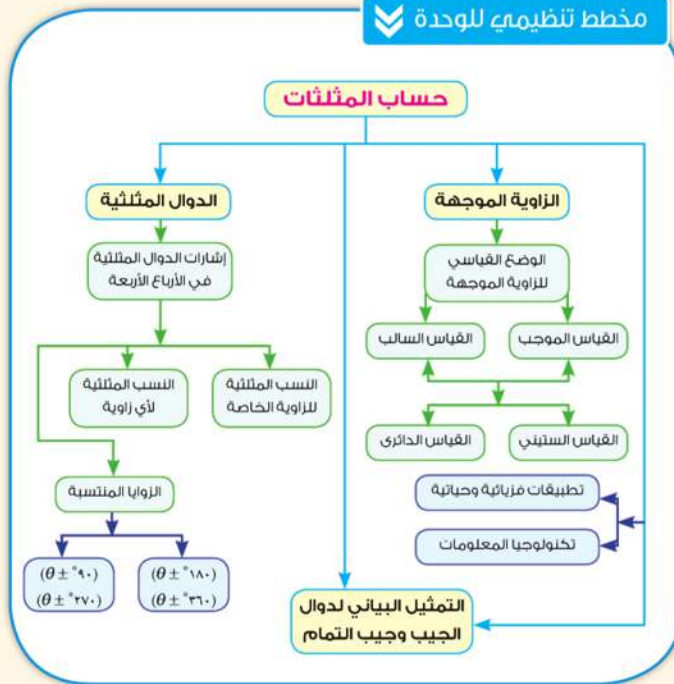 مخطط تنظيمي للوحدة
حساب المثلثات
الزاوية الموجهة
الدوال المثلثية
الوضع القياسي
للزاوية الموجهة
إشارات الدوال المثلثية
في الأرباع الأربعة
القياس الموجب
القياس السالب
النسب المثلثية
للزاوية الخاصة
النسب المثلثية
لأي زاوية
القياس الستيني
القياس الدائرى
الزوايا المنتسبة
تطبيقات فزيائية وحياتية
تكنولوجيا المعلومات
(١٨٠° ± θ)
(٣٦٠° ± θ)
(٩٠° ± θ)
(٢٧٠° ± θ)
التمثيل البياني لدوال
الجيب وجيب التمام